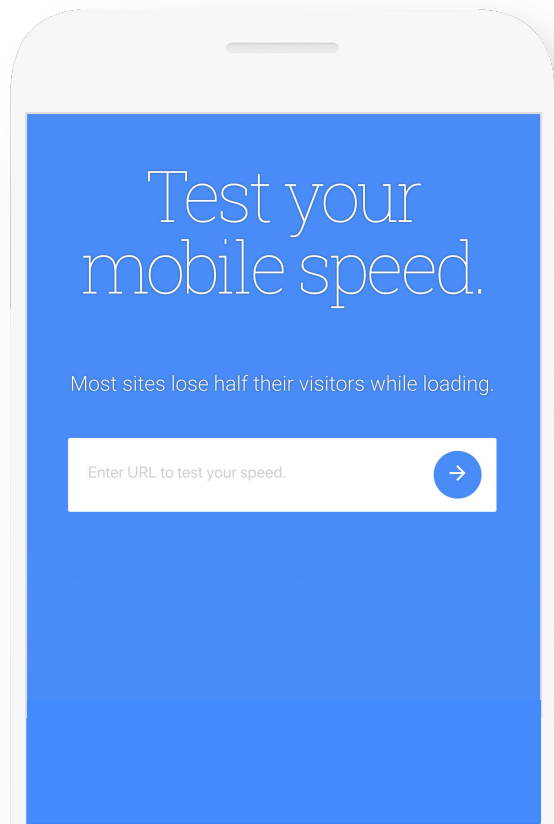 Test your
mobile speed.
Most sites lose half their visitors while loading.
Enter URL to test your speed.